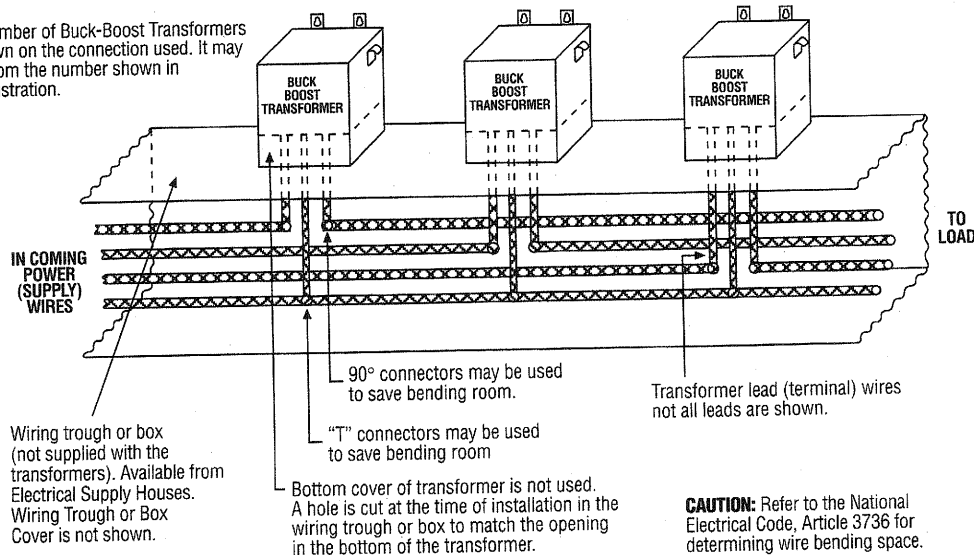 mber of Buck-Boost Transformers
wn on the connection used. It may
om the number shown in
stration.
BUCK
BOOST
TRANSFORMER
BUCK
BOOST
TRANSFORMER
BUCK
BOOST
TRANSFORMER
IN COMING
POWER
(SUPPLY)
WIRES
TO
LOAD
90° connectors may be used
to save bending room.
"T" connectors may be used
to save bending room
Transformer lead (terminal) wires
not all leads are shown.
Wiring trough or box
(not supplied with the
transformers). Available from
Electrical Supply Houses.
Wiring Trough or Box
Cover is not shown.
Bottom cover of transformer is not used.
A hole is cut at the time of installation in the
wiring trough or box to match the opening
in the bottom of the transformer.
CAUTION: Refer to the National
Electrical Code, Article 3736 for
determining wire bending space.